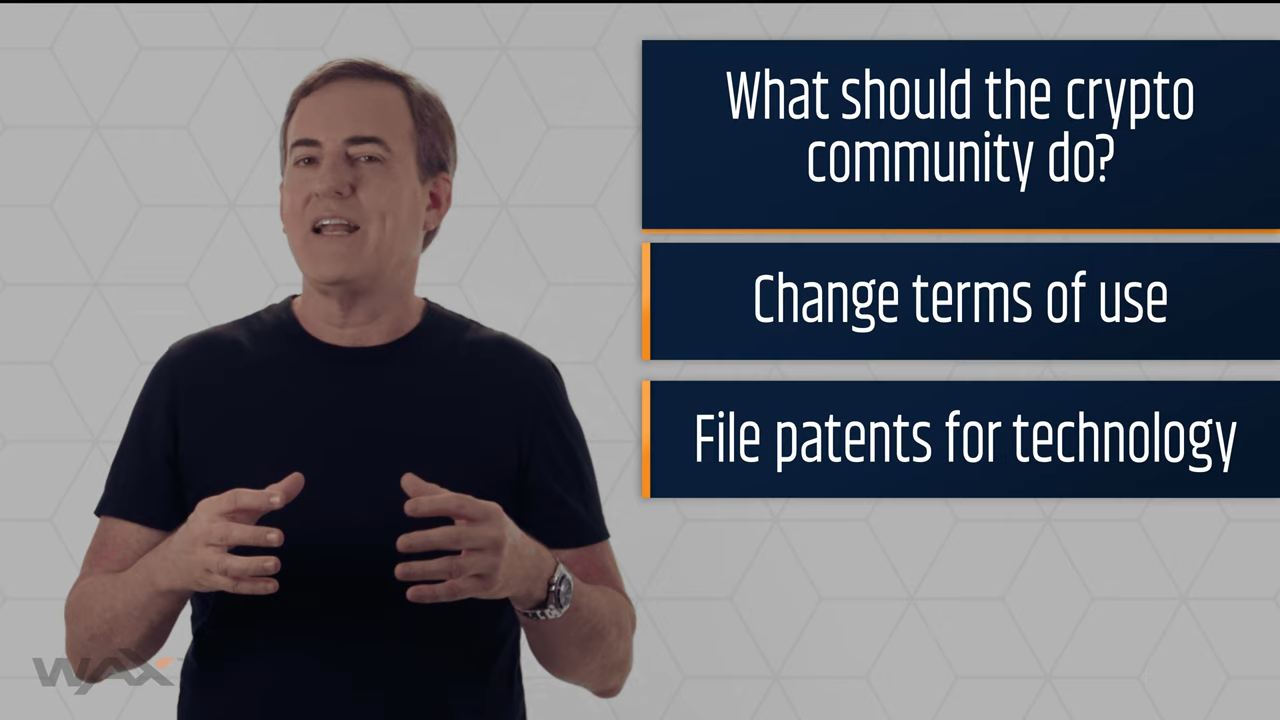 What should the crypto
community do?
Change terms of use
File patents for technology
WAX